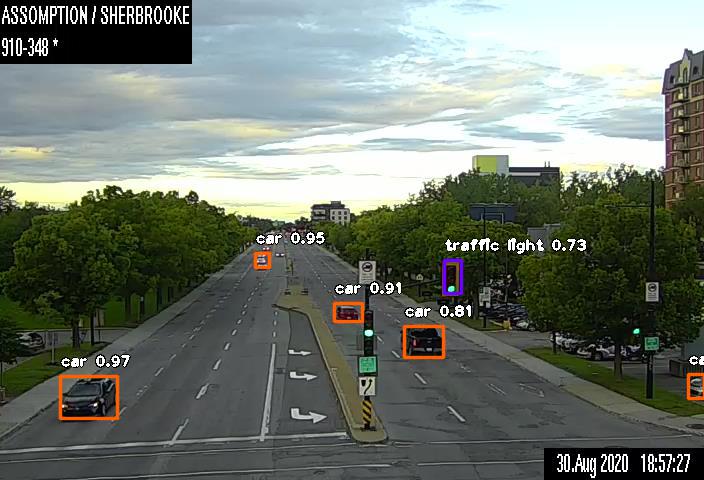 ASSOMPTION / SHERBROOKE
910-348 *
car 0.95
traffic light 0.73
car 0.91
car 0.81
car 0.97
ca
30.Aug 2020 18:57:27